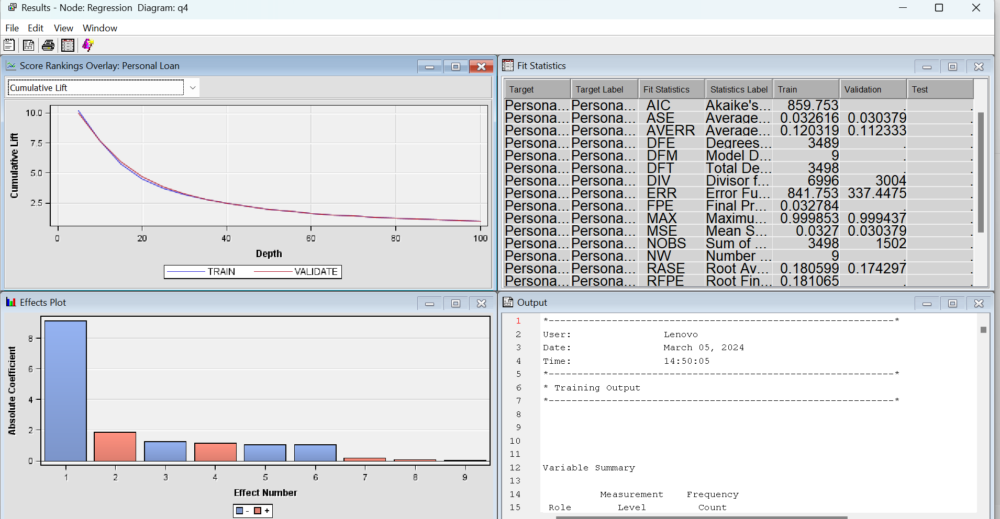 Results - Node: Regression  Diagram: q4
File Edit View Window
Score Rankings Overlay: Personal Loan
Cumulative Lift
Cumulative Lift
10.0
7.5
5.0
2.5
0 20 40 60 80 100
Depth
TRAIN VALIDATE
Fit Statistics
Target Target Label Fit Statistics Statistics Label Train Validation Test
Persona... Persona... AIC Akaike's... 859.753 . .
Persona... Persona... ASE Average... 0.032616 0.030379 .
Persona... Persona... AVERR Average... 0.120319 0.112333 .
Persona... Persona... DFE Degrees... 3489 . .
Persona... Persona... DFM Model D... 9 . .
Persona... Persona... DFT Total De... 3498 . .
Persona... Persona... DIV Divisor f... 6996 3004 .
Persona... Persona... ERR Error Fu... 841.753 337.4475 .
Persona... Persona... FPE Final Pr... 0.032784 . .
Persona... Persona... MAX Maximu... 0.999853 0.999437 .
Persona... Persona... MSE Mean S... 0.0327 0.030379 .
Persona... Persona... NOBS Sum of ... 3498 1502 .
Persona... Persona... NW Number ... 9 . .
Persona... Persona... RASE Root Av... 0.180599 0.174297 .
Persona... Persona... RFPE Root Fin... 0.181065 . .
Effects Plot
Absolute Coefficient
8
6
4
2
0
1 2 3 4 5 6 7 8 9
Effect Number
- +
Output
1 *------------------------------------------------------------*
2 User: Lenovo
3 Date: March 05, 2024
4 Time: 14:50:05
5 *------------------------------------------------------------*
6 * Training Output
7 *------------------------------------------------------------*
8
9
10
11
12 Variable Summary
13
14 Measurement Frequency
15 Role Level Count